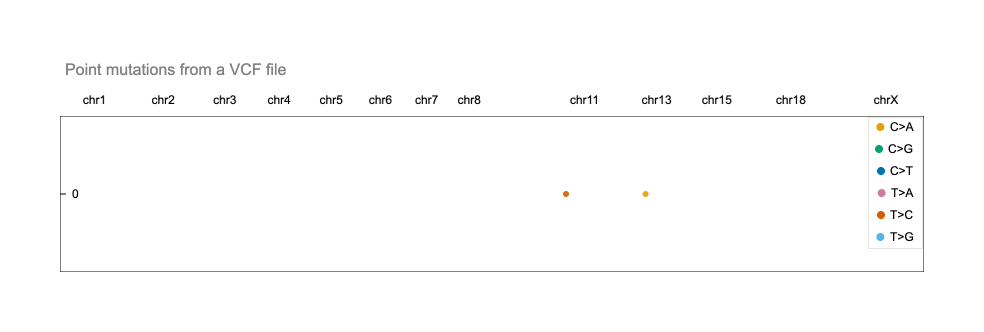 Point mutations from a VCF file
chr1 chr2 chr3 chr4 chr5 chr6 chr7 chr8 chr11 chr13 chr15 chr18 chrX
C>A
C>G
C>T
0
T>A
T>C
T>G